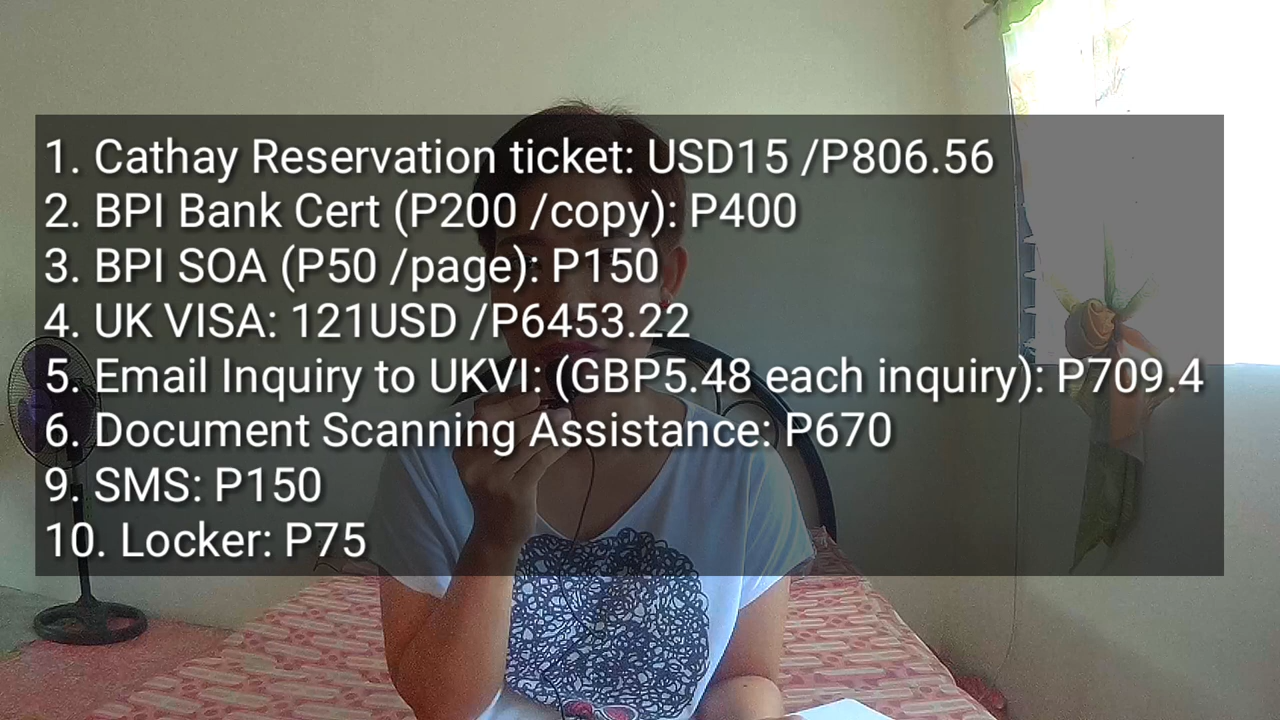 1. Cathay Reservation ticket: USD15 /P806.56
2. BPI Bank Cert (P200 /copy): P400
3. BPI SOA (P50 /page): P150
4. UK VISA: 121USD /P6453.22
5. Email Inquiry to UKVI: (GBP5.48 each inquiry): P709.4
6. Document Scanning Assistance: P670
9. SMS: P150
10. Locker: P75